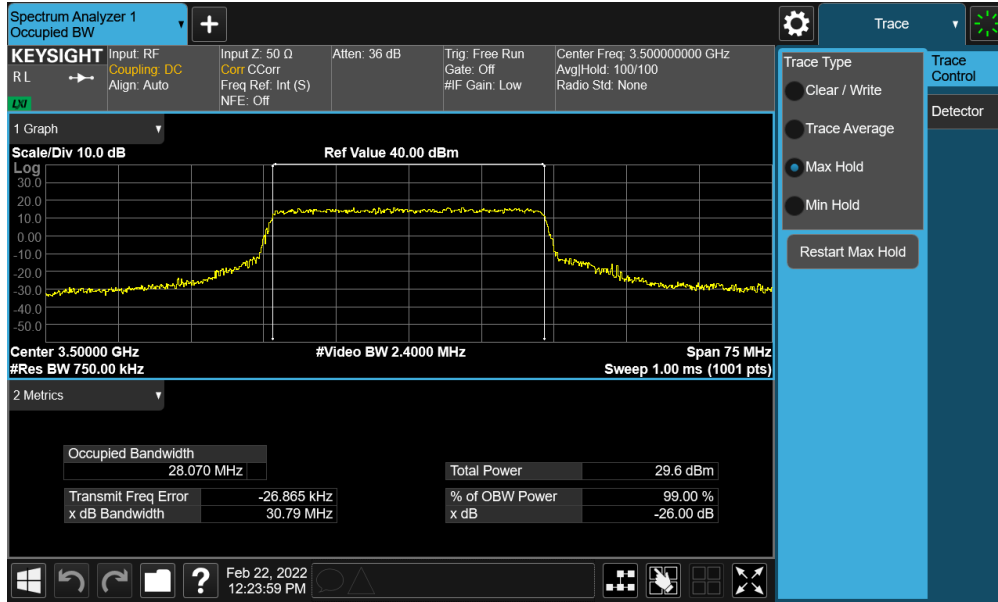 Spectrum Analyzer 1
Occupied BW
Trace
KEYSIGHT
R L
LXI
Input: RF
Coupling: DC
Align: Auto
Input Z: 50 Ω
Corr CCorr
Freq Ref: Int (S)
NFE: Off
Atten: 36 dB
Trig: Free Run
Gate: Off
#IF Gain: Low
Center Freq: 3.500000000 GHz
Avg|Hold: 100/100
Radio Std: None
1 Graph
Scale/Div 10.0 dB
Ref Value 40.00 dBm
Log
30.0
20.0
10.0
0.00
-10.0
-20.0
-30.0
-40.0
-50.0
Center 3.50000 GHz
#Video BW 2.4000 MHz
Span 75 MHz
#Res BW 750.00 kHz
Sweep 1.00 ms (1001 pts)
2 Metrics
Occupied Bandwidth
28.070 MHz
Total Power 29.6 dBm
Transmit Freq Error -26.865 kHz
% of OBW Power 99.00 %
x dB Bandwidth 30.79 MHz
x dB -26.00 dB
?
Feb 22, 2022
12:23:59 PM
Trace Type
Clear / Write
Trace Average
Max Hold
Min Hold
Restart Max Hold
Trace
Control
Detector